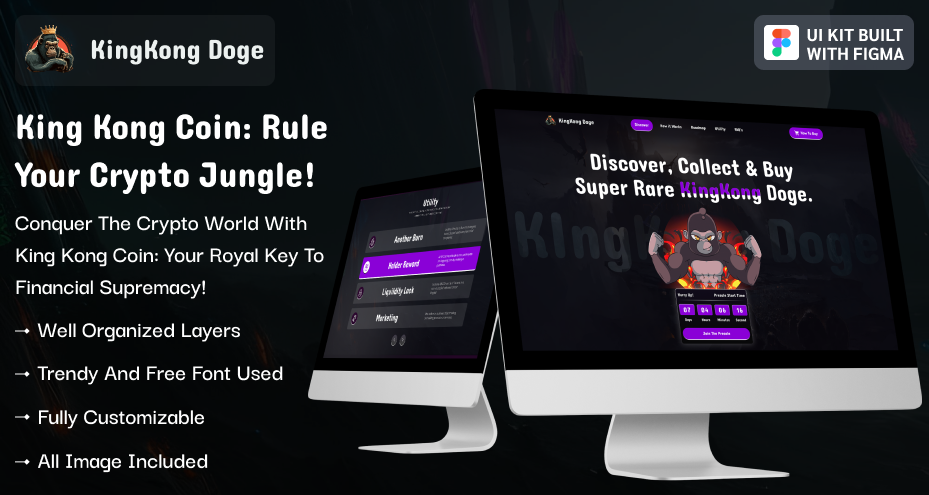 KingKong Doge
UI KIT BUILT
WITH FIGMA
King Kong Coin: Rule
Your Crypto Jungle!
Conquer The Crypto World With
King Kong Coin: Your Royal Key To
Financial Supremacy!
Well Organized Layers
Trendy And Free Font Used
Fully Customizable
All Image Included
Utility
Another Burn
Holder Reward
Liquidity Lock
Marketing
KingKong Doge
Discover
How It Works
Roadmap
Utility
FAQ's
How To Buy
Discover, Collect & Buy
Super Rare KingKong Doge.
Hurry Up!
Presale Start Time
07 04 06 16
Days Hours Minutes Second
Join The Presale